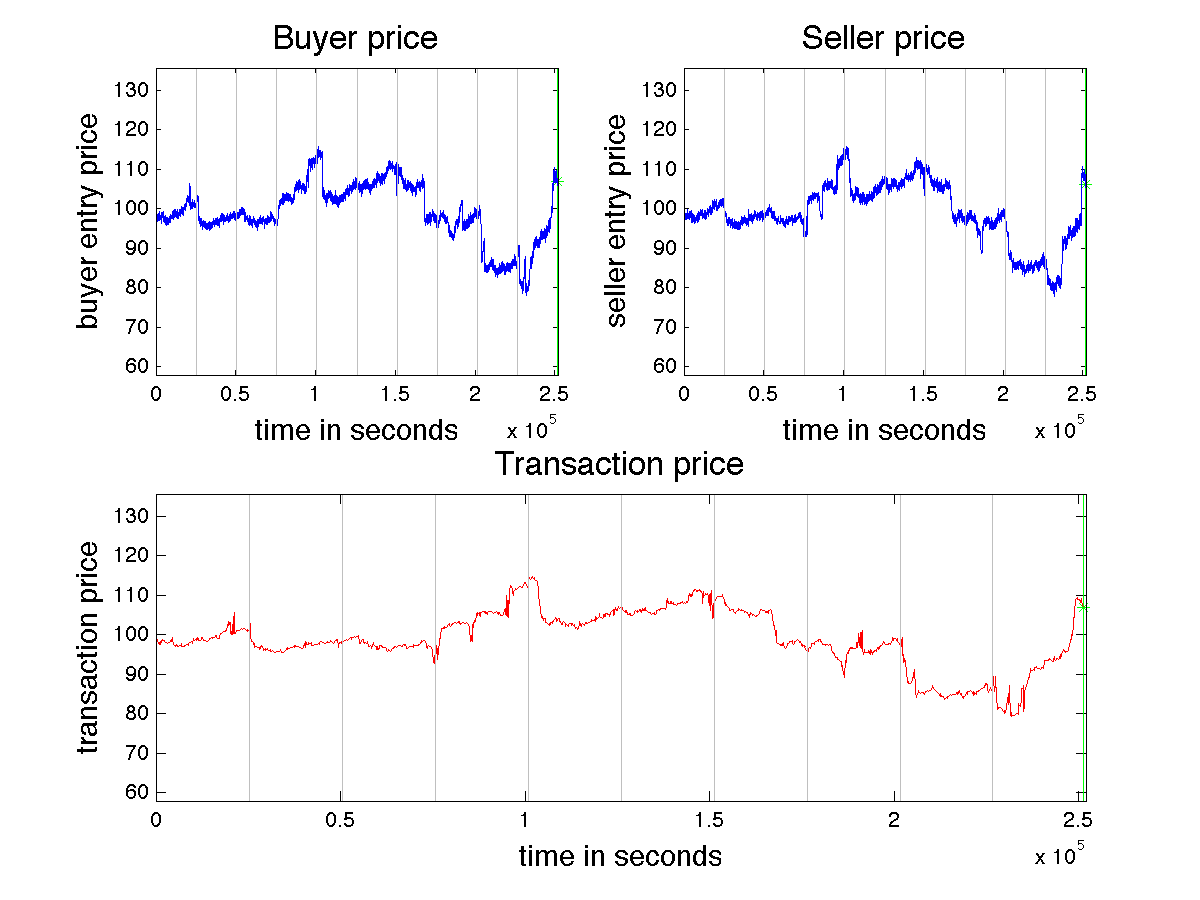 Buyer price
Seller price
130
120
110
100
90
80
70
60
buyer entry price
0 0.5 1 1.5 2 2.5
x 10^5
time in seconds
130
120
110
100
90
80
70
60
seller entry price
0 0.5 1 1.5 2 2.5
x 10^5
time in seconds
Transaction price
130
120
110
100
90
80
70
60
transaction price
0 0.5 1 1.5 2 2.5
x 10^5
time in seconds